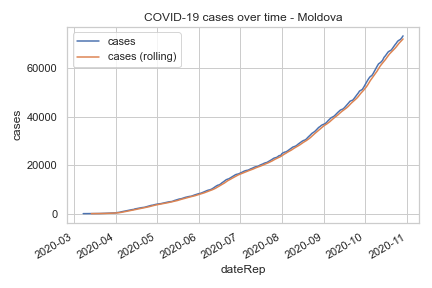 COVID-19 cases over time - Moldova
cases
cases (rolling)
60000
40000
20000
0
cases
2020-03
2020-04
2020-05
2020-06
2020-07
2020-08
2020-09
2020-10
2020-11
dateRep